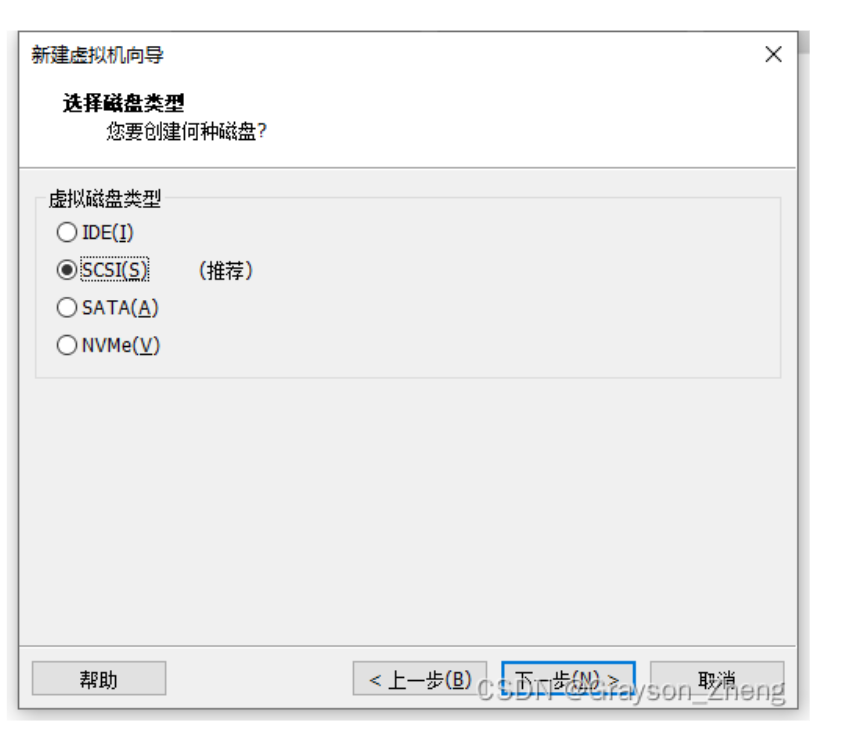 新建虚拟机向导
选择磁盘类型
您要创建何种磁盘?
虚拟磁盘类型
IDE(I)
SCSI(S) (推荐)
SATA(A)
NVMe(V)
帮助 < 上一步(B) 下一步(N) > 取消
CSDN @Grayson_Zheng